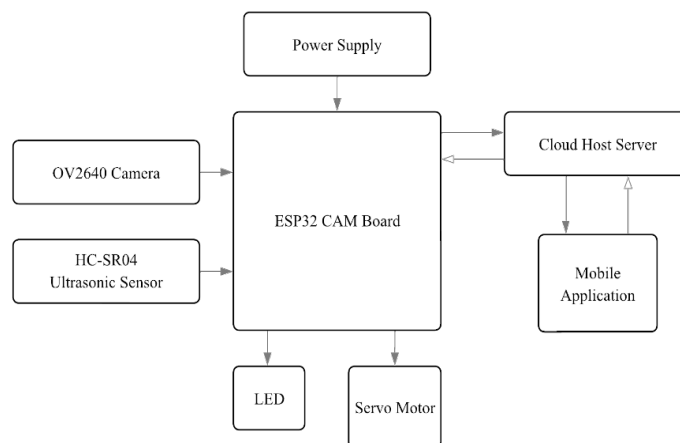 Power Supply
OV2640 Camera
ESP32 CAM Board
Cloud Host Server
HC-SR04
Ultrasonic Sensor
Mobile
Application
LED
Servo Motor